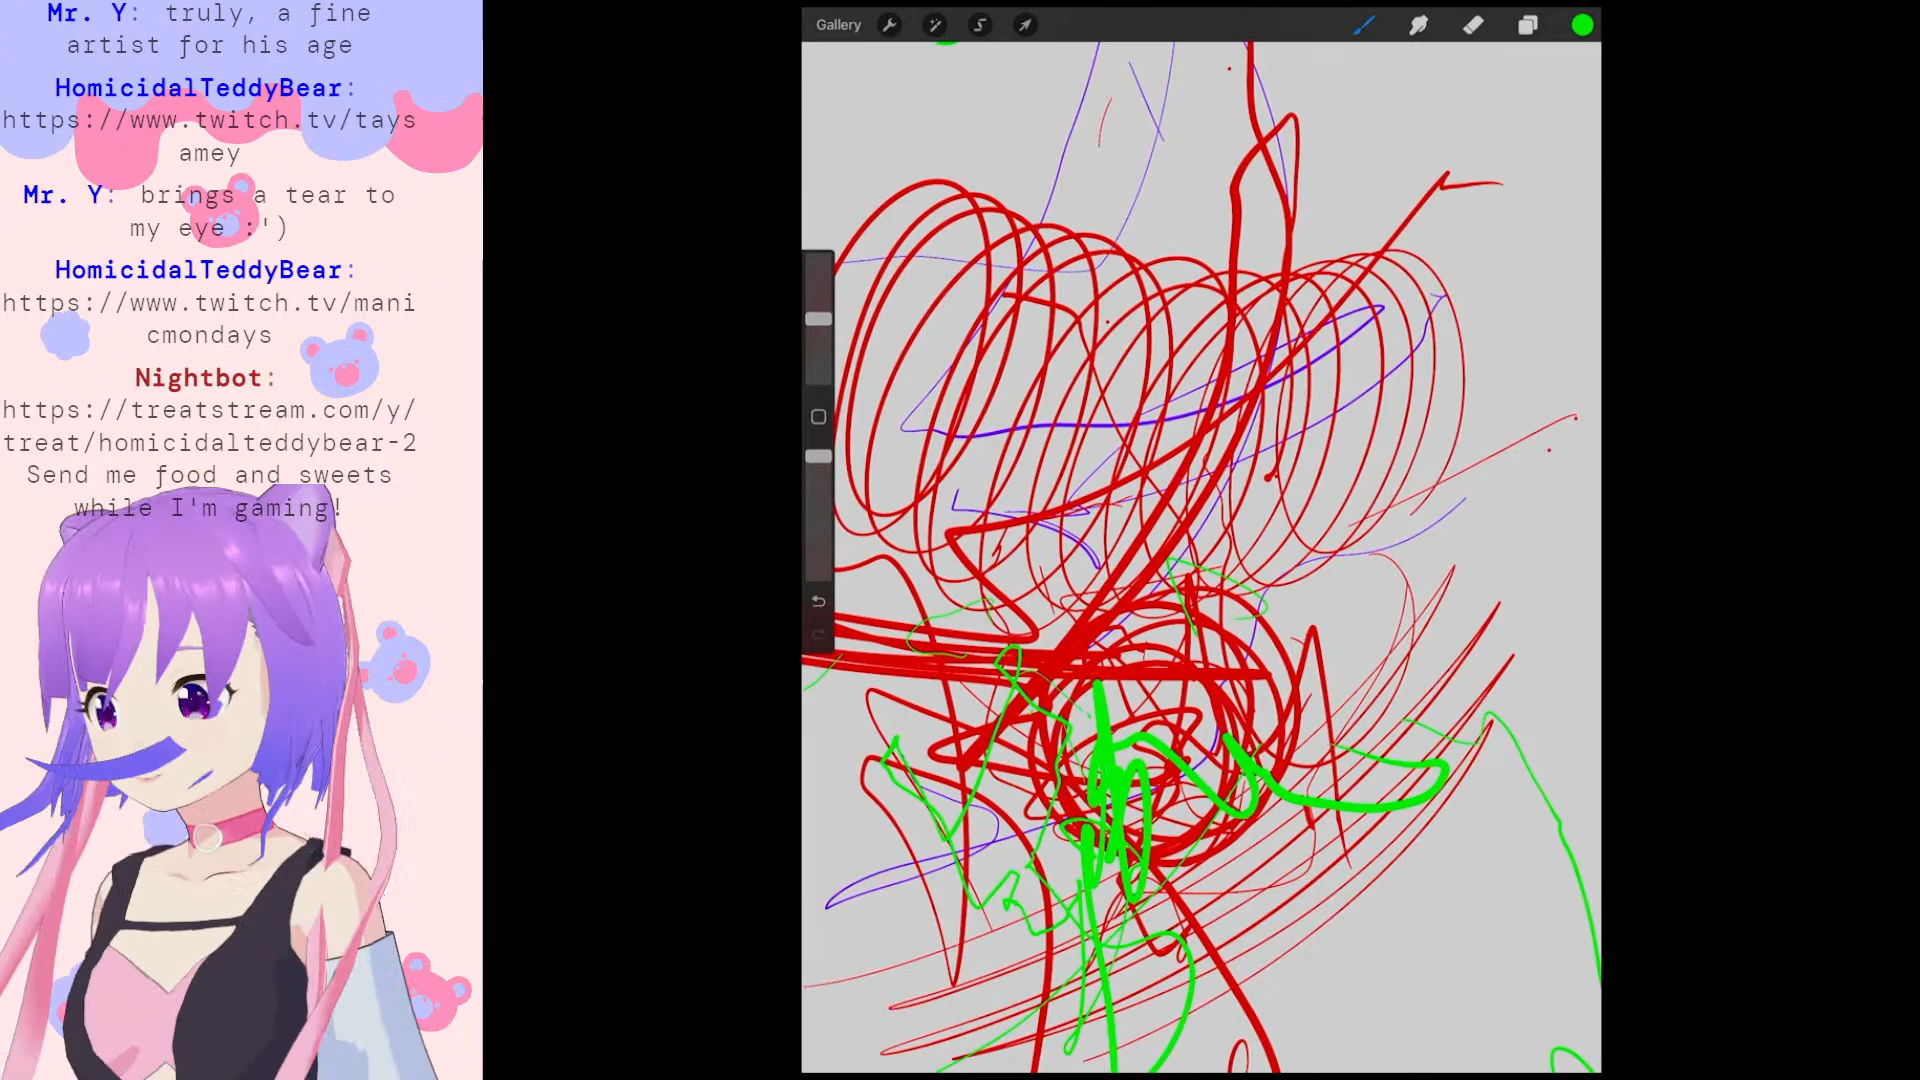 Mr. Y: truly, a fine
artist for his age
HomicidalTeddyBear:
https://www.twitch.tv/tays
amey
Mr. Y: brings a tear to
my eye :')
HomicidalTeddyBear:
https://www.twitch.tv/mani
cmondays
Nightbot:
https://treatstream.com/y/
treat/homicidalteddybear-2
Send me food and sweets
while I'm gaming!
Gallery